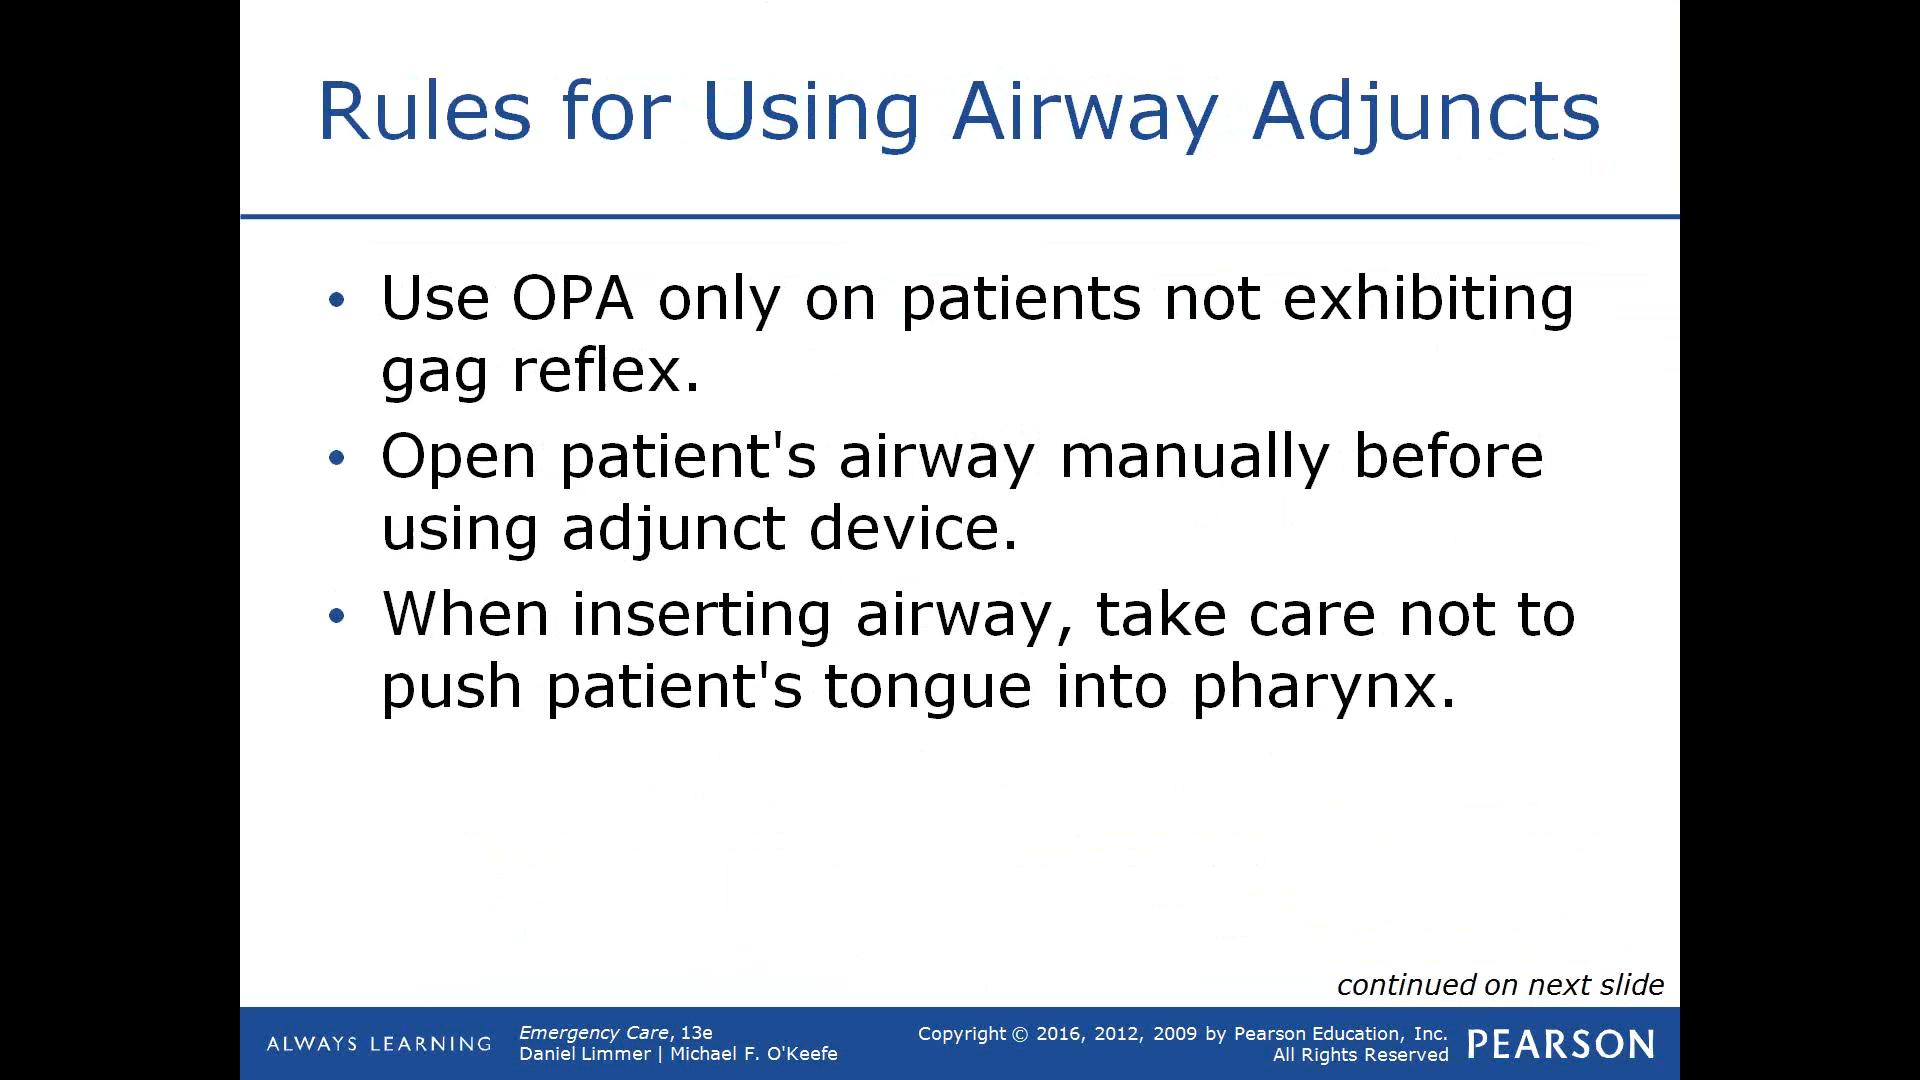 Rules for Using Airway Adjuncts
• Use OPA only on patients not exhibiting
gag reflex.
• Open patient's airway manually before
using adjunct device.
• When inserting airway, take care not to
push patient's tongue into pharynx.
continued on next slide
ALWAYS LEARNING
Emergency Care, 13e
Daniel Limmer | Michael F. O'Keefe
Copyright © 2016, 2012, 2009 by Pearson Education, Inc.
All Rights Reserved
PEARSON